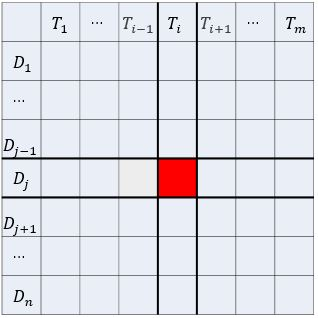 T₁ ... Tᵢ₋₁ Tᵢ Tᵢ₊₁ ... Tₘ
D₁
...
Dⱼ₋₁
Dⱼ
Dⱼ₊₁
...
Dₙ